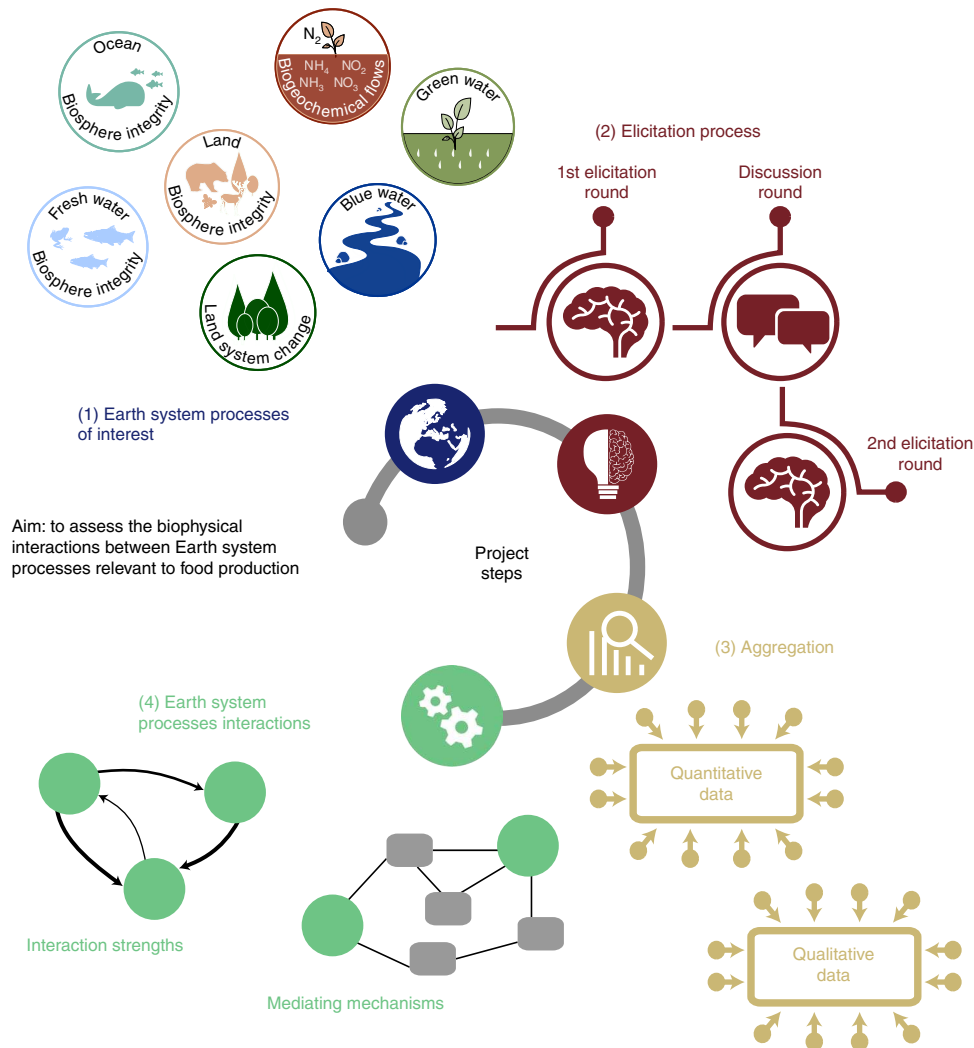 Ocean
Biosphere integrity
N2
NH4 NO2
NH3 NO3
Biogeochemical flows
Green water
Land
Biosphere integrity
Fresh water
Biosphere integrity
Blue water
Land system change
(1) Earth system processes
of interest
(2) Elicitation process
1st elicitation
round
Discussion
round
2nd elicitation
round
Aim: to assess the biophysical
interactions between Earth system
processes relevant to food production
Project
steps
(3) Aggregation
Quantitative
data
Qualitative
data
(4) Earth system
processes interactions
Interaction strengths
Mediating mechanisms